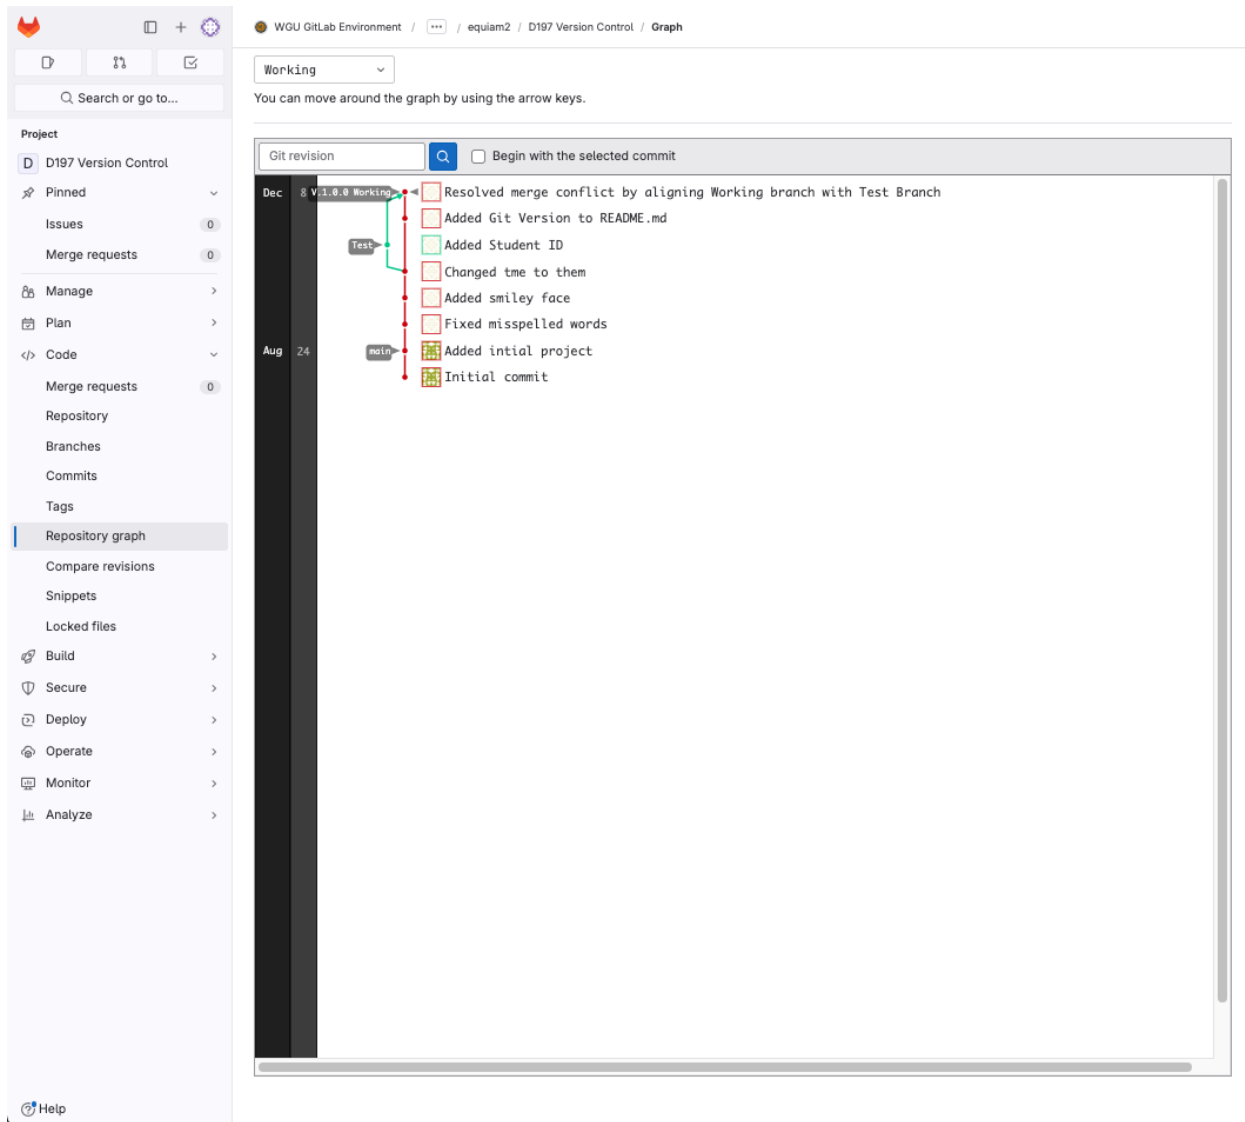 WGU GitLab Environment / ... / equiam2 / D197 Version Control / Graph
Search or go to...
Project
D D197 Version Control
Pinned
Issues 0
Merge requests 0
Manage
Plan
Code
Merge requests 0
Repository
Branches
Commits
Tags
Repository graph
Compare revisions
Snippets
Locked files
Build
Secure
Deploy
Operate
Monitor
Analyze
Help
Working
You can move around the graph by using the arrow keys.
Git revision
Begin with the selected commit
Dec 8 V.1.0.0 Working Resolved merge conflict by aligning Working branch with Test Branch
Added Git Version to README.md
Test Added Student ID
Changed tme to them
Added smiley face
Fixed misspelled words
Aug 24 main Added intial project
Initial commit